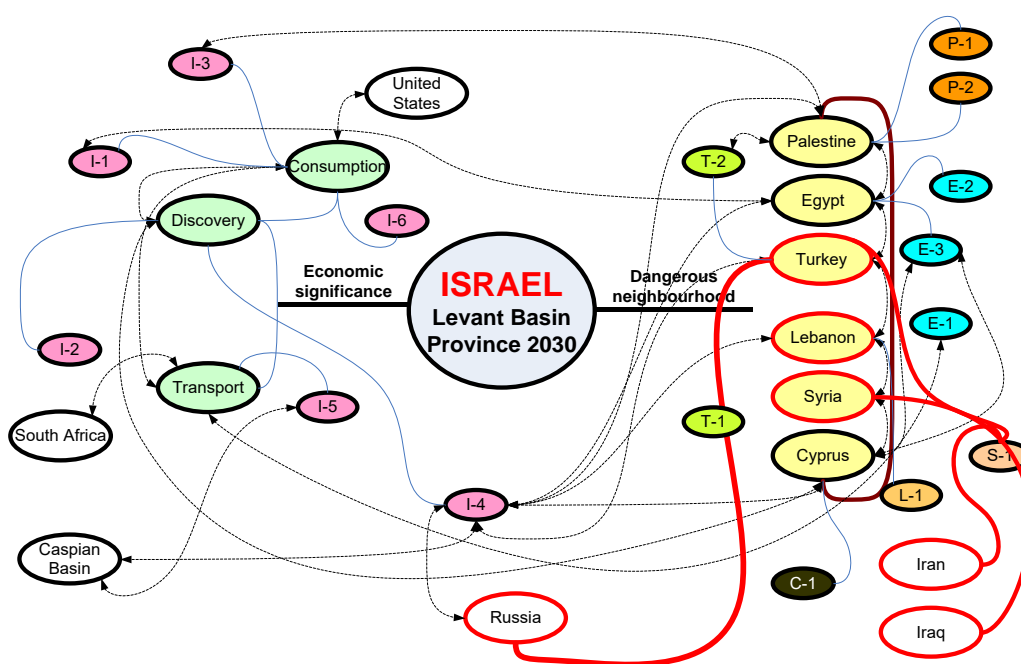 I-3
United
States
P-1
P-2
I-1
Consumption
T-2
Palestine
E-2
Discovery
I-6
Egypt
E-3
Economic
significance
ISRAEL
Levant Basin
Province 2030
Dangerous
neighbourhood
Turkey
E-1
I-2
Lebanon
Transport
I-5
Syria
T-1
South Africa
Cyprus
S-1
I-4
L-1
Caspian
Basin
C-1
Iran
Russia
Iraq